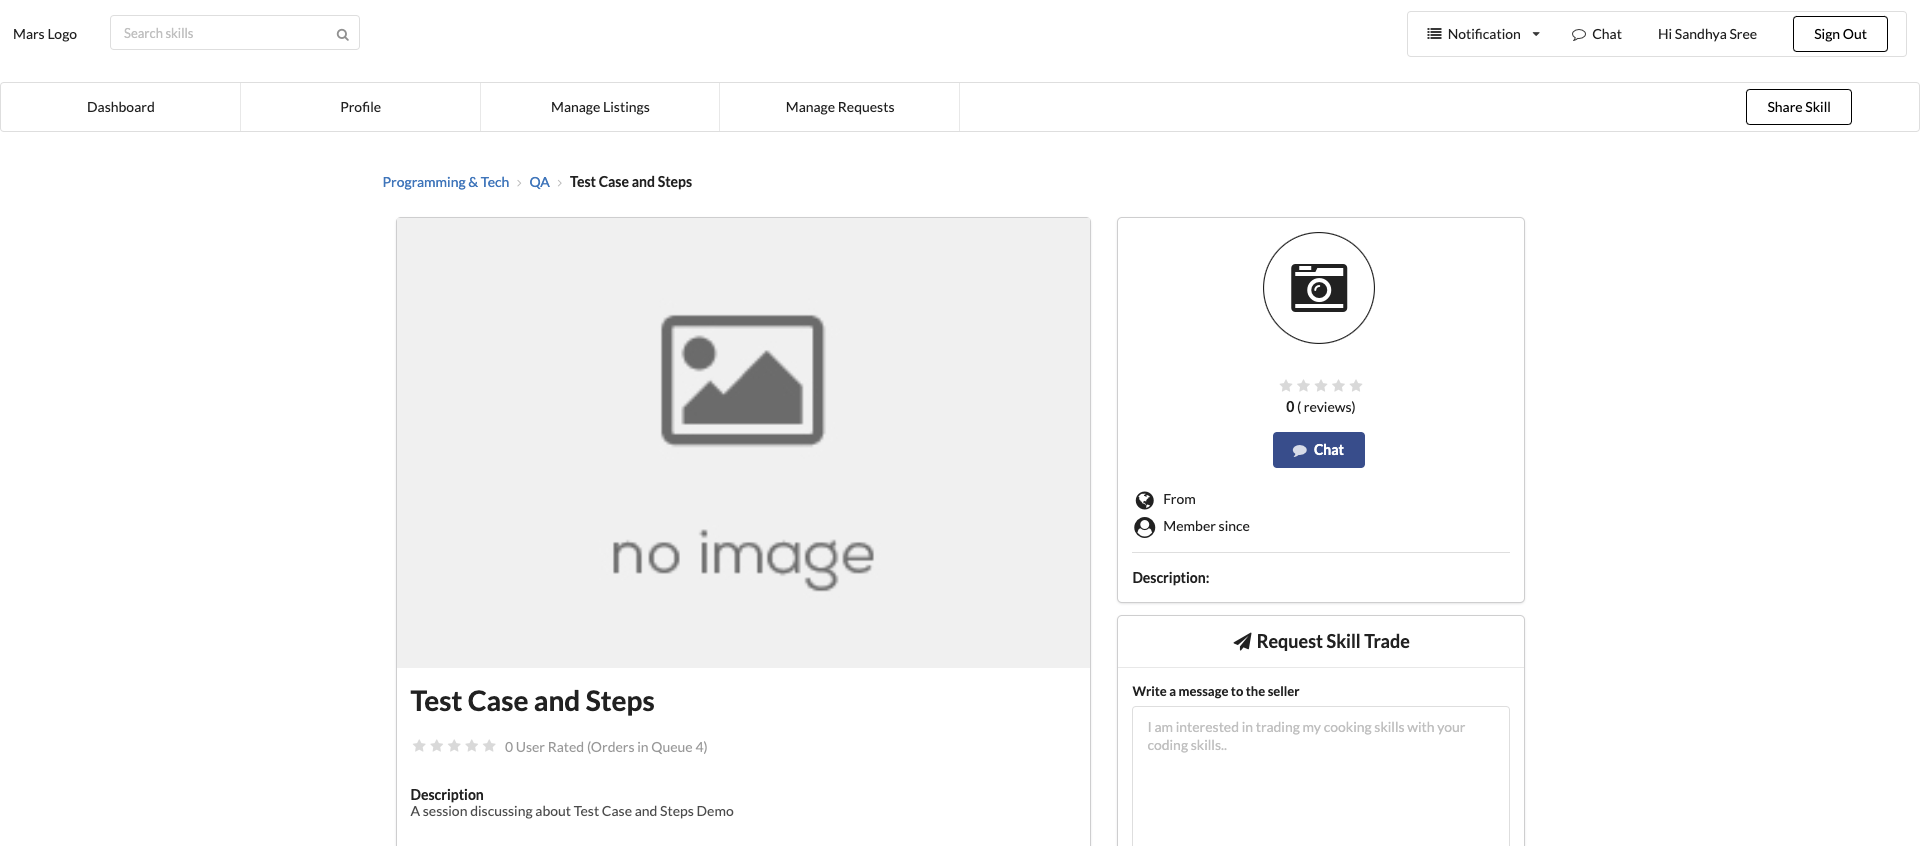 Mars Logo
Search skills
Notification
Chat
Hi Sandhya Sree
Sign Out
Dashboard
Profile
Manage Listings
Manage Requests
Share Skill
Programming & Tech
QA
Test Case and Steps
no image
Test Case and Steps
0 User Rated (Orders in Queue 4)
Description
A session discussing about Test Case and Steps Demo
0 ( reviews)
Chat
From
Member since
Description:
Request Skill Trade
Write a message to the seller
I am interested in trading my cooking skills with your
coding skills..